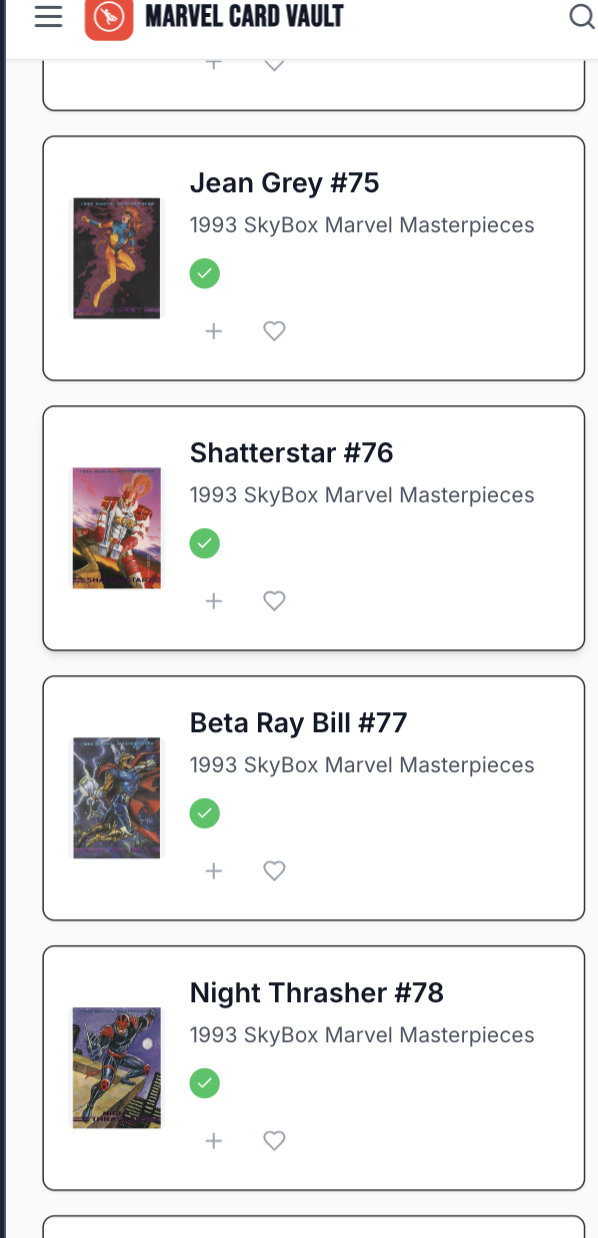 MARVEL CARD VAULT
Jean Grey #75
1993 SkyBox Marvel Masterpieces
Shatterstar #76
1993 SkyBox Marvel Masterpieces
Beta Ray Bill #77
1993 SkyBox Marvel Masterpieces
Night Thrasher #78
1993 SkyBox Marvel Masterpieces